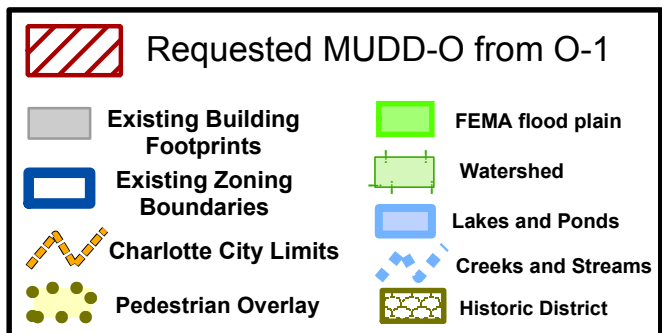 Requested MUDD-O from O-1
Existing Building
Footprints
Existing Zoning
Boundaries
Charlotte City Limits
Pedestrian Overlay
FEMA flood plain
Watershed
Lakes and Ponds
Creeks and Streams
Historic District